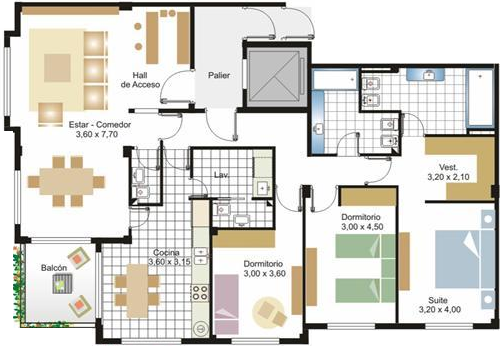 Hall
de Acceso
Palier
Estar - Comedor
3,60 x 7,70
Lav.
Vest.
3,20 x 2,10
Dormitorio
3,00 x 4,50
Cocina
3,60 x 3,15
Balcón
Dormitorio
3,00 x 3,60
Suite
3,20 x 4,00